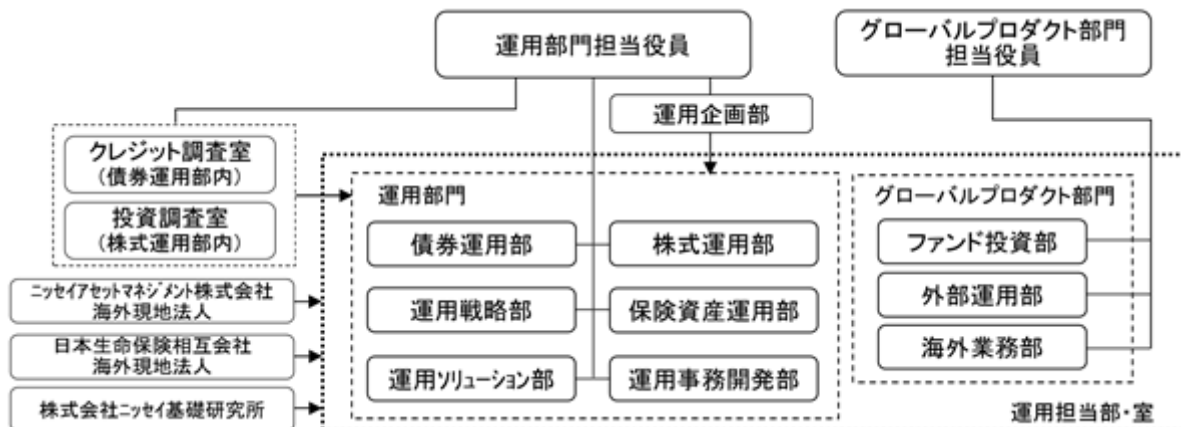 運用部門担当役員
グローバルプロダクト部門
担当役員
運用企画部
クレジット調査室
(債券運用部内)
投資調査室
(株式運用部内)
ニッセイアセットマネジメント株式会社
海外現地法人
日本生命保険相互会社
海外現地法人
株式会社ニッセイ基礎研究所
運用部門
債券運用部
株式運用部
運用戦略部
保険資産運用部
運用ソリューション部
運用事務開発部
グローバルプロダクト部門
ファンド投資部
外部運用部
海外業務部
運用担当部・室